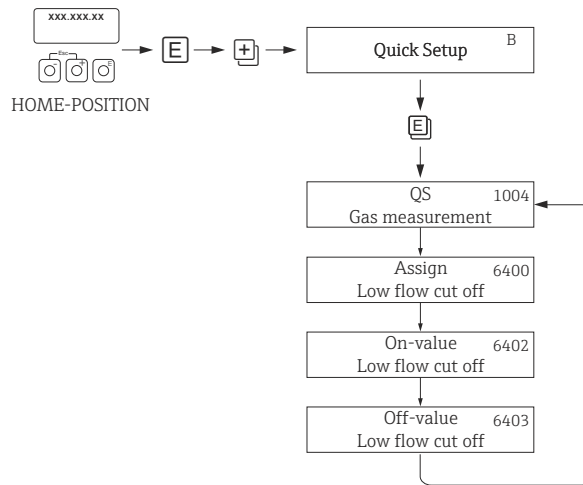 xxx.xxx.xx
Esc
- + E
E
+
Quick Setup
B
HOME-POSITION
E
QS
1004
Gas measurement
Assign
6400
Low flow cut off
On-value
6402
Low flow cut off
Off-value
6403
Low flow cut off